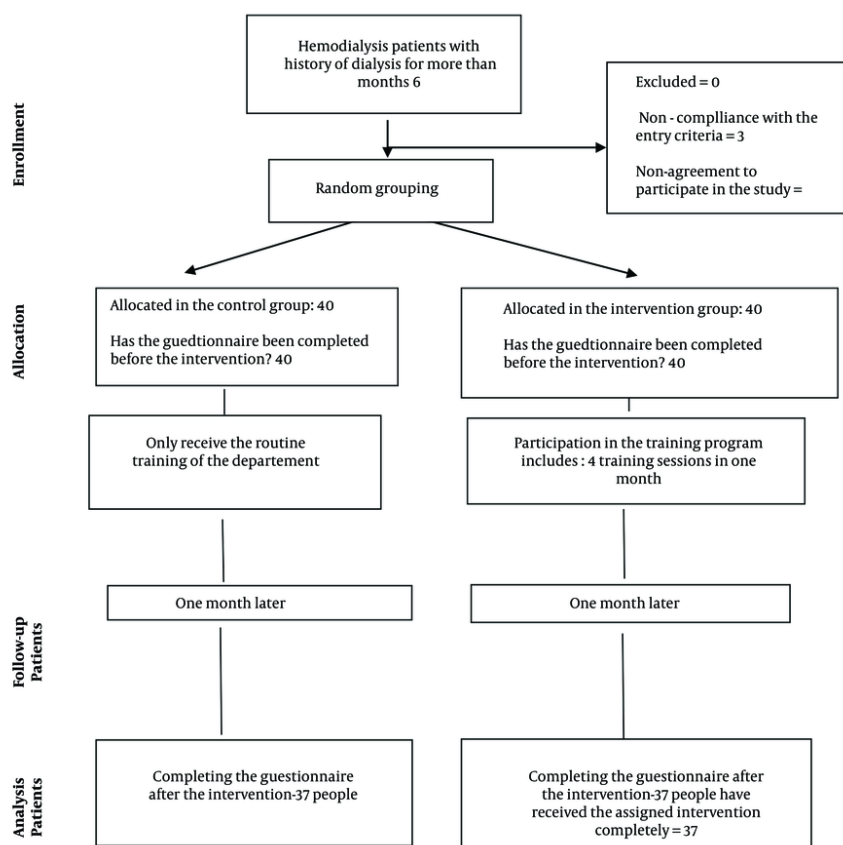 Enrollment
Hemodialysis patients with
history of dialysis for more than
months 6
Excluded = 0
Non - complliance with the
entry criteria = 3
Non-agreement to
participate in the study =
Random grouping
Allocation
Allocated in the control group: 40
Has the guedtionnaire been completed
before the intervention? 40
Allocated in the intervention group: 40
Has the guedtionnaire been completed
before the intervention? 40
Only receive the routine
training of the departement
Participation in the training program
includes : 4 training sessions in one
month
Follow-up
Patients
One month later
One month later
Analysis
Patients
Completing the guestionnaire
after the intervention-37 people
Completing the guestionnaire after
the intervention-37 people have
received the assigned intervention
completely = 37